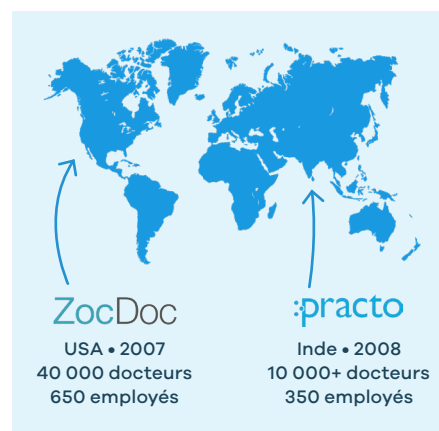 ZocDoc
USA • 2007
40 000 docteurs
650 employés
:practo
Inde • 2008
10 000+ docteurs
350 employés